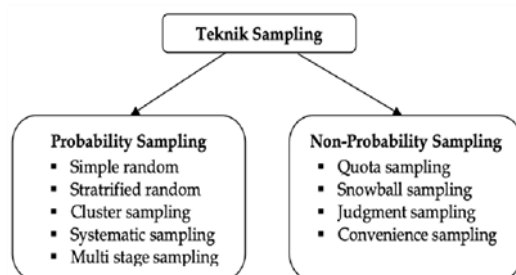 Teknik Sampling
Probability Sampling
▪ Simple random
▪ Stratrified random
▪ Cluster sampling
▪ Systematic sampling
▪ Multi stage sampling
Non-Probability Sampling
▪ Quota sampling
▪ Snowball sampling
▪ Judgment sampling
▪ Convenience sampling